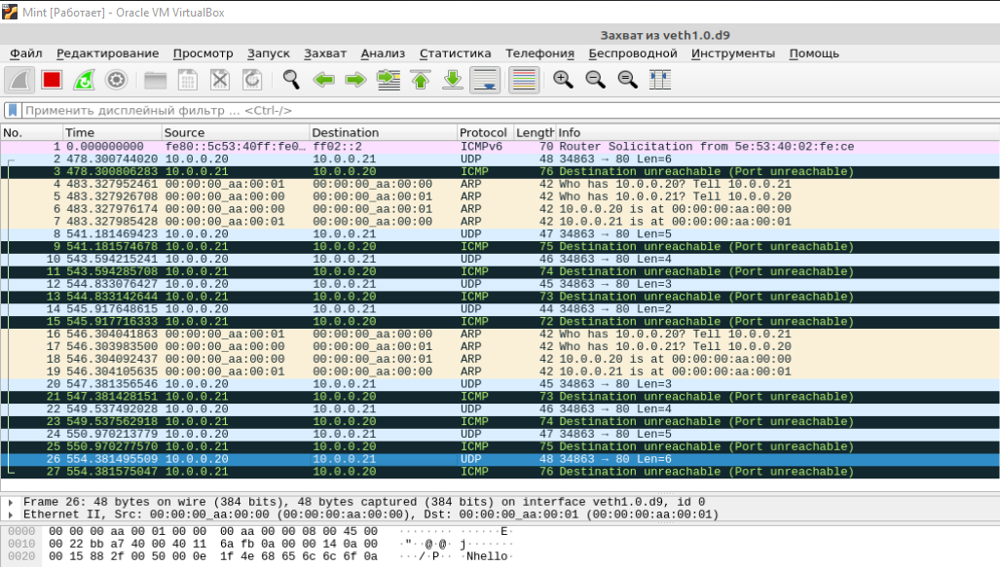 Mint [Работает] - Oracle VM VirtualBox
Захват из veth1.0.d9
Файл Редактирование Просмотр Запуск Захват Анализ Статистика Телефония Беспроводной Инструменты Помощь
Применить дисплейный фильтр ... <Ctrl-/>
No. Time Source Destination Protocol Length Info
1 0.000000000 fe80::5c53:40ff:fe0… ff02::2 ICMPv6 70 Router Solicitation from 5e:53:40:02:fe:ce
2 478.300744020 10.0.0.20 10.0.0.21 UDP 48 34863 → 80 Len=6
3 478.300806283 10.0.0.21 10.0.0.20 ICMP 76 Destination unreachable (Port unreachable)
4 483.327952461 00:00:00_aa:00:01 00:00:00_aa:00:00 ARP 42 Who has 10.0.0.20? Tell 10.0.0.21
5 483.327926708 00:00:00_aa:00:00 00:00:00_aa:00:01 ARP 42 Who has 10.0.0.21? Tell 10.0.0.20
6 483.327976174 00:00:00_aa:00:00 00:00:00_aa:00:01 ARP 42 10.0.0.20 is at 00:00:00:aa:00:00
7 483.327985428 00:00:00_aa:00:01 00:00:00_aa:00:00 ARP 42 10.0.0.21 is at 00:00:00:aa:00:01
8 541.181469423 10.0.0.20 10.0.0.21 UDP 47 34863 → 80 Len=5
9 541.181574678 10.0.0.21 10.0.0.20 ICMP 75 Destination unreachable (Port unreachable)
10 543.594215241 10.0.0.20 10.0.0.21 UDP 46 34863 → 80 Len=4
11 543.594285708 10.0.0.21 10.0.0.20 ICMP 74 Destination unreachable (Port unreachable)
12 544.833076427 10.0.0.20 10.0.0.21 UDP 45 34863 → 80 Len=3
13 544.833142644 10.0.0.21 10.0.0.20 ICMP 73 Destination unreachable (Port unreachable)
14 545.917648615 10.0.0.20 10.0.0.21 UDP 44 34863 → 80 Len=2
15 545.917716333 10.0.0.21 10.0.0.20 ICMP 72 Destination unreachable (Port unreachable)
16 546.304041863 00:00:00_aa:00:01 00:00:00_aa:00:00 ARP 42 Who has 10.0.0.20? Tell 10.0.0.21
17 546.303983500 00:00:00_aa:00:00 00:00:00_aa:00:01 ARP 42 Who has 10.0.0.21? Tell 10.0.0.20
18 546.304092437 00:00:00_aa:00:00 00:00:00_aa:00:01 ARP 42 10.0.0.20 is at 00:00:00:aa:00:00
19 546.304105635 00:00:00_aa:00:01 00:00:00_aa:00:00 ARP 42 10.0.0.21 is at 00:00:00:aa:00:01
20 547.381356546 10.0.0.20 10.0.0.21 UDP 45 34863 → 80 Len=3
21 547.381428151 10.0.0.21 10.0.0.20 ICMP 73 Destination unreachable (Port unreachable)
22 549.537492028 10.0.0.20 10.0.0.21 UDP 46 34863 → 80 Len=4
23 549.537562918 10.0.0.21 10.0.0.20 ICMP 74 Destination unreachable (Port unreachable)
24 550.970213779 10.0.0.20 10.0.0.21 UDP 47 34863 → 80 Len=5
25 550.970277570 10.0.0.21 10.0.0.20 ICMP 75 Destination unreachable (Port unreachable)
26 554.381495509 10.0.0.20 10.0.0.21 UDP 48 34863 → 80 Len=6
27 554.381575047 10.0.0.21 10.0.0.20 ICMP 76 Destination unreachable (Port unreachable)
Frame 26: 48 bytes on wire (384 bits), 48 bytes captured (384 bits) on interface veth1.0.d9, id 0
Ethernet II, Src: 00:00:00_aa:00:00 (00:00:00:aa:00:00), Dst: 00:00:00_aa:00:01 (00:00:00:aa:00:01)
0000 00 00 00 aa 00 01 00 00 00 aa 00 00 08 00 45 00 ········ ······E·
0010 00 22 bb a7 40 00 40 11 6a fb 0a 00 00 14 0a 00 ·"··@·@· j·······
0020 00 15 88 2f 00 50 00 0e 1f 4e 68 65 6c 6c 6f 0a ···/·P·· ·Nhello·